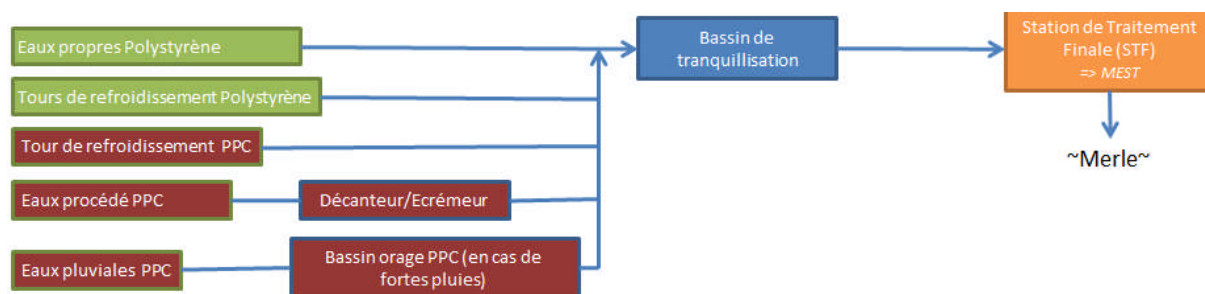 Eaux propres Polystyrène
Bassin de
tranquillisation
Station de Traitement
Finale (STF)
=> MEST
Tours de refroidissement Polystyrène
Tour de refroidissement PPC
~Merle~
Eaux procédé PPC
Décanteur/Ecrémeur
Eaux pluviales PPC
Bassin orage PPC (en cas de
fortes pluies)